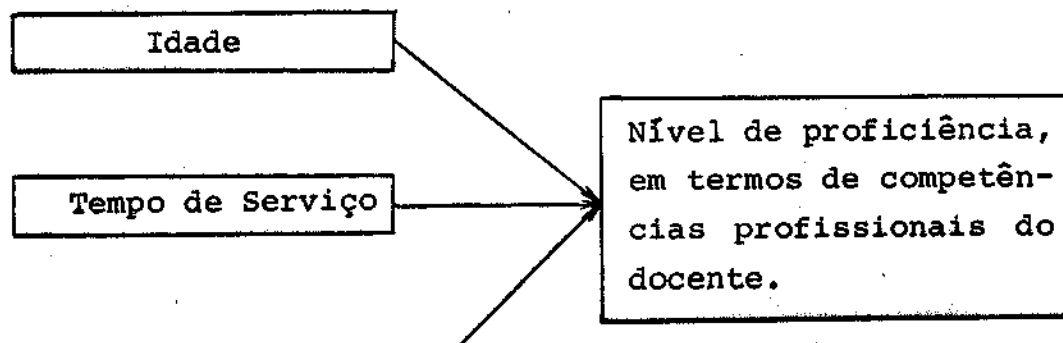 Idade
Tempo de Serviço
Nível de proficiência,
em termos de competên-
cias profissionais do
docente.